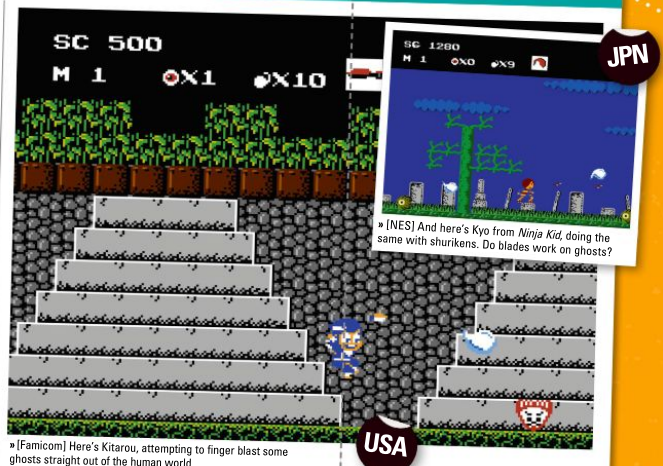 SC 500
M 1 X1 X10
SC 1280
M 1 X0 X9
JPN
» [NES] And here's Kyo from Ninja Kid, doing the
same with shurikens. Do blades work on ghosts?
USA
» [Famicom] Here's Kitarou, attempting to finger blast some
ghosts straight out of the human world.